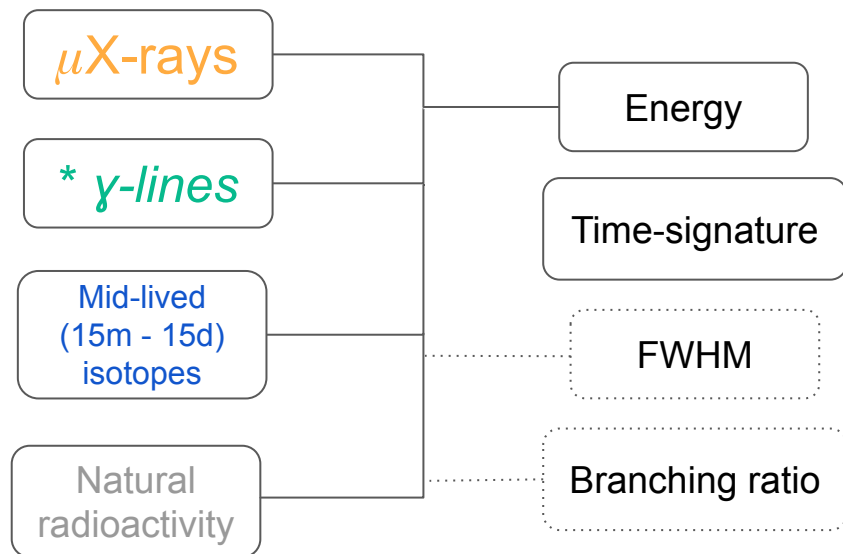 μX-rays
* γ-lines
Mid-lived
(15m - 15d)
isotopes
Natural
radioactivity
Energy
Time-signature
FWHM
Branching ratio